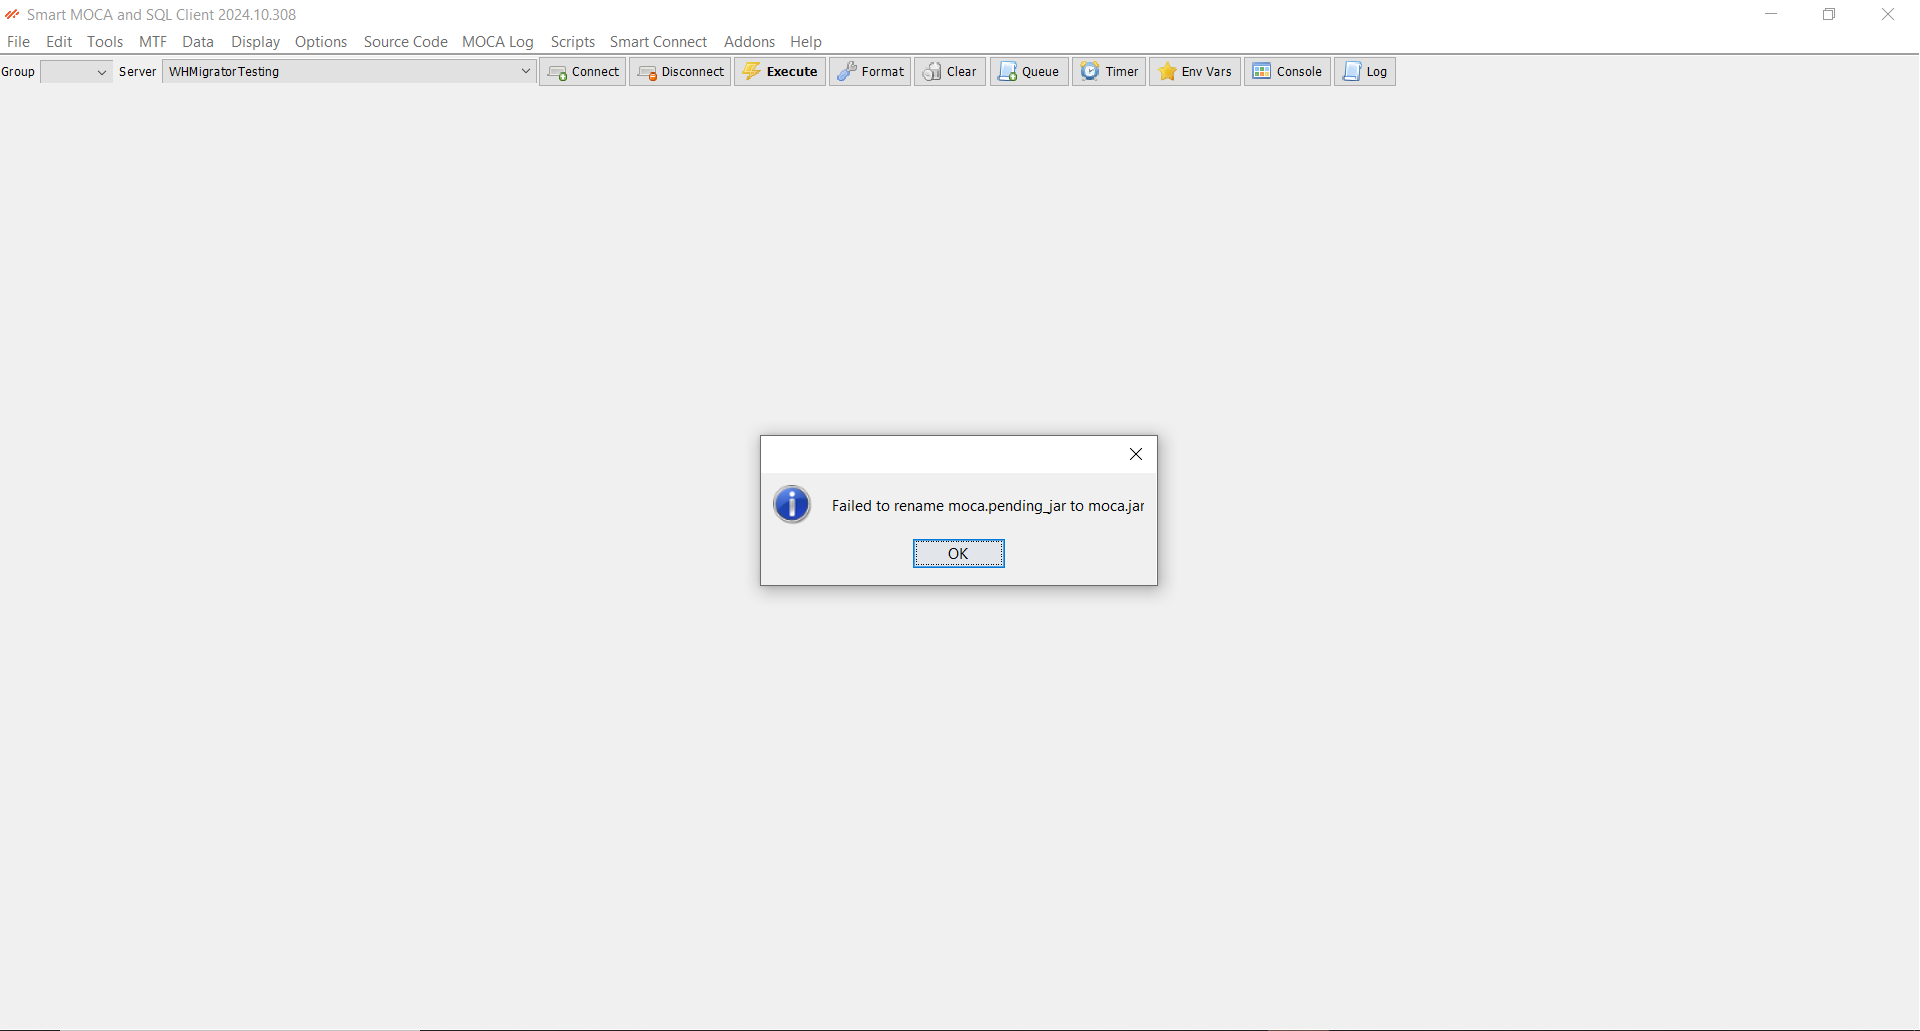 Smart MOCA and SQL Client 2024.10.308
File Edit Tools MTF Data Display Options Source Code MOCA Log Scripts Smart Connect Addons Help
Group Server WHMigratorTesting Connect Disconnect Execute Format Clear Queue Timer Env Vars Console Log
Failed to rename moca.pending_jar to moca.jar
OK